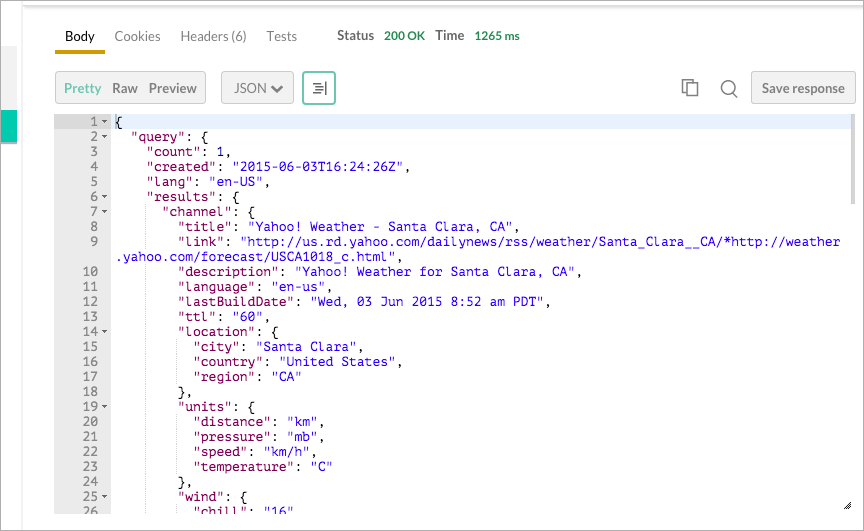 Body Cookies Headers (6) Tests Status 200 OK Time 1265 ms
Pretty Raw Preview JSON Save response
1 {
2 "query": {
3 "count": 1,
4 "created": "2015-06-03T16:24:26Z",
5 "lang": "en-US",
6 "results": {
7 "channel": {
8 "title": "Yahoo! Weather - Santa Clara, CA",
9 "link": "http://us.rd.yahoo.com/dailynews/rss/weather/Santa_Clara__CA/*http://weather
.yahoo.com/forecast/USCA1018_c.html",
10 "description": "Yahoo! Weather for Santa Clara, CA",
11 "language": "en-us",
12 "lastBuildDate": "Wed, 03 Jun 2015 8:52 am PDT",
13 "ttl": "60",
14 "location": {
15 "city": "Santa Clara",
16 "country": "United States",
17 "region": "CA"
18 },
19 "units": {
20 "distance": "km",
21 "pressure": "mb",
22 "speed": "km/h",
23 "temperature": "C"
24 },
25 "wind": {
26 "chill": "16"